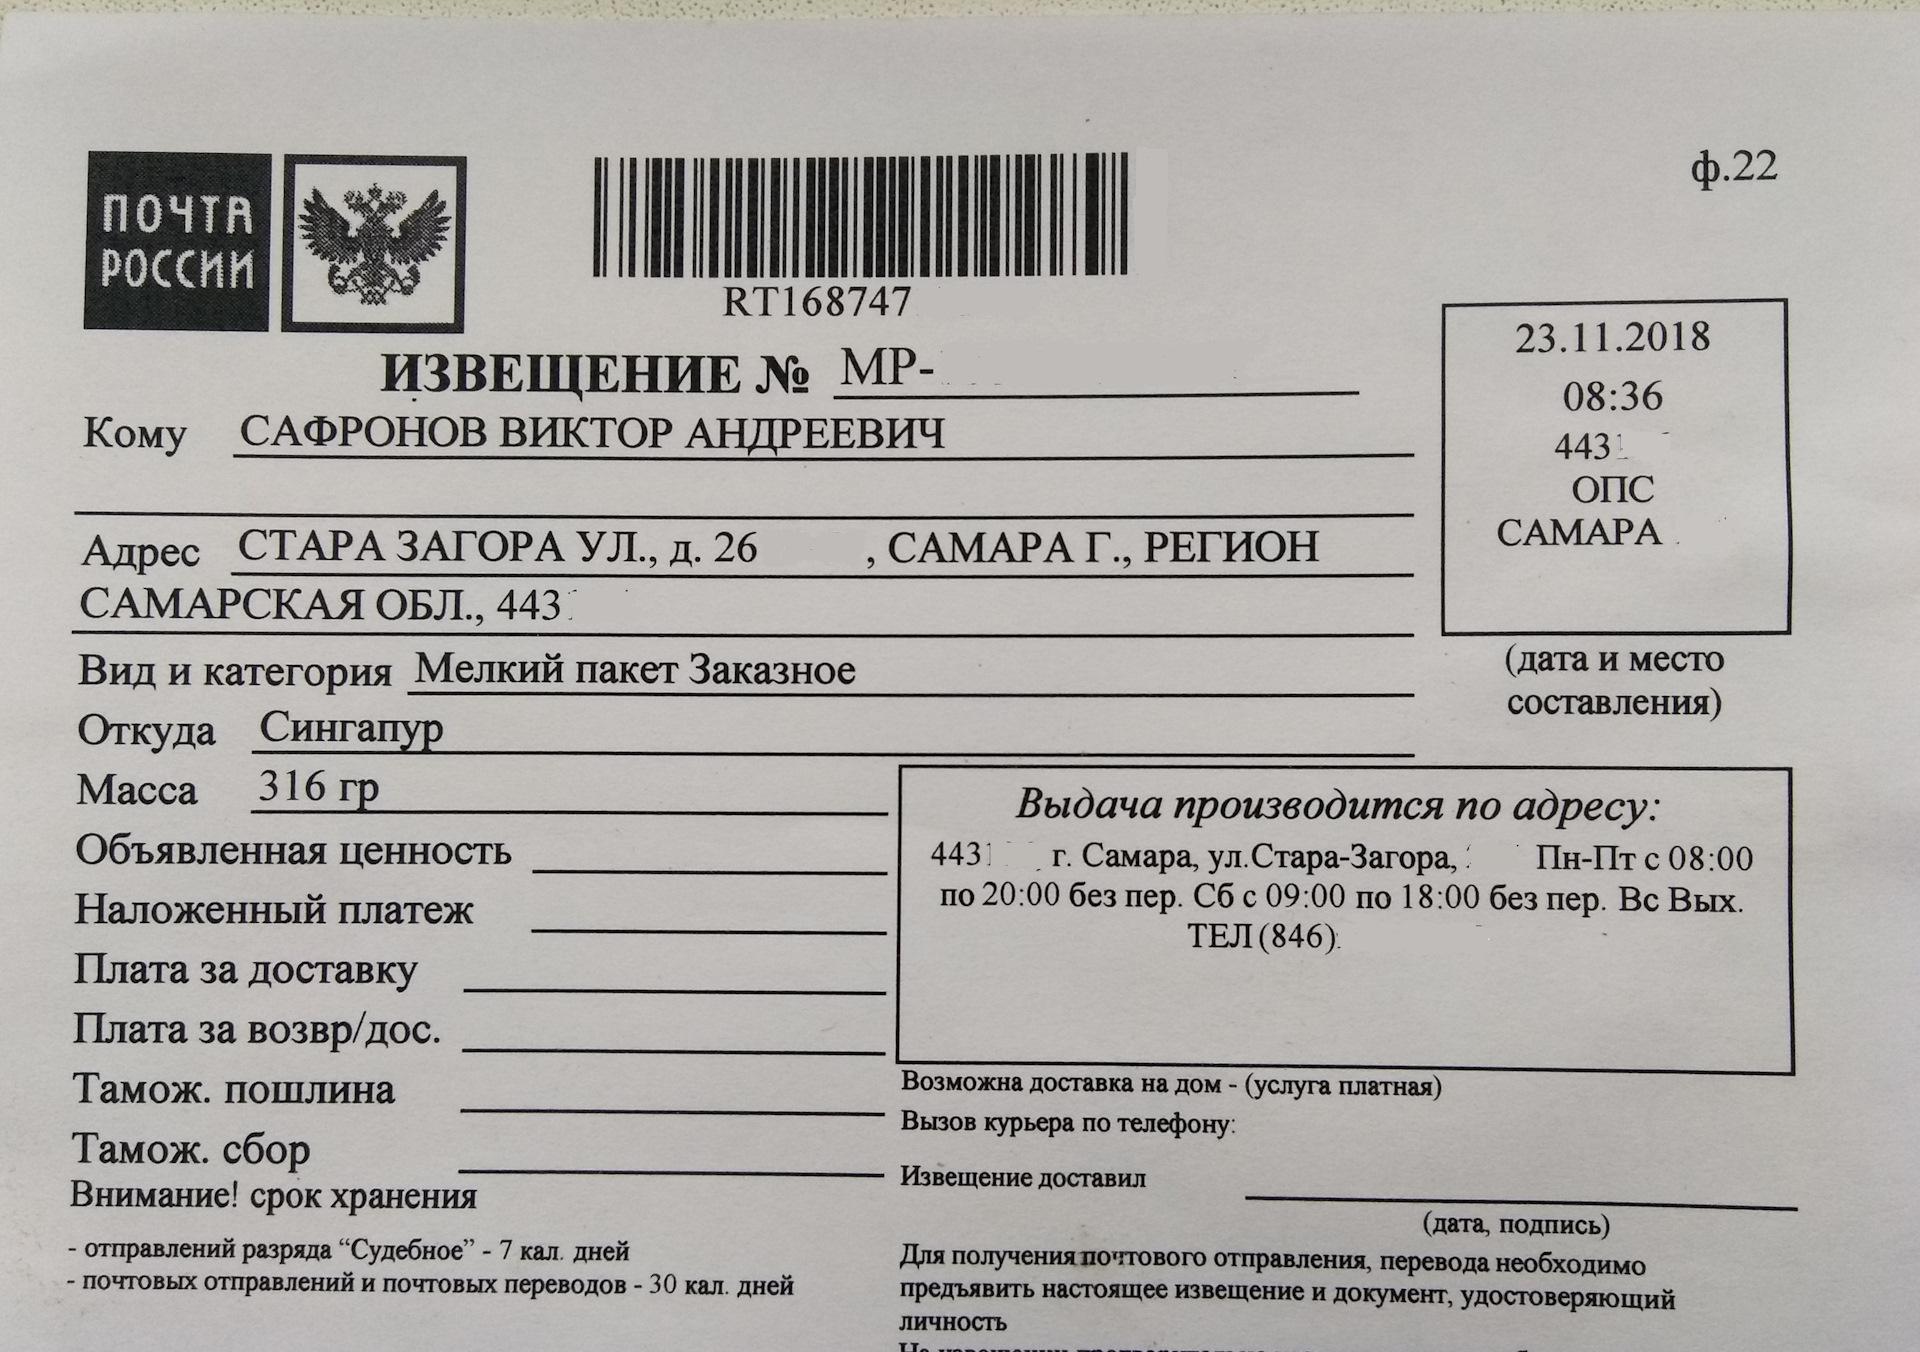 ПОЧТА
РОССИИ
ф.22
RT168747
ИЗВЕЩЕНИЕ № МР-
23.11.2018
08:36
443
ОПС
САМАРА
(дата и место
составления)
Кому САФРОНОВ ВИКТОР АНДРЕЕВИЧ
Адрес СТАРА ЗАГОРА УЛ., д. 26 , САМАРА Г., РЕГИОН
САМАРСКАЯ ОБЛ., 443
Вид и категория Мелкий пакет Заказное
Откуда Сингапур
Масса 316 гр
Объявленная ценность
Наложенный платеж
Плата за доставку
Плата за возвр/дос.
Тамож. пошлина
Тамож. сбор
Внимание! срок хранения
- отправлений разряда “Судебное” - 7 кал. дней
- почтовых отправлений и почтовых переводов - 30 кал. дней
Выдача производится по адресу:
443 г. Самара, ул.Стара-Загора, Пн-Пт с 08:00
по 20:00 без пер. Сб с 09:00 по 18:00 без пер. Вс Вых.
ТЕЛ (846)
Возможна доставка на дом - (услуга платная)
Вызов курьера по телефону:
Извещение доставил
(дата, подпись)
Для получения почтового отправления, перевода необходимо
предъявить настоящее извещение и документ, удостоверяющий
личность